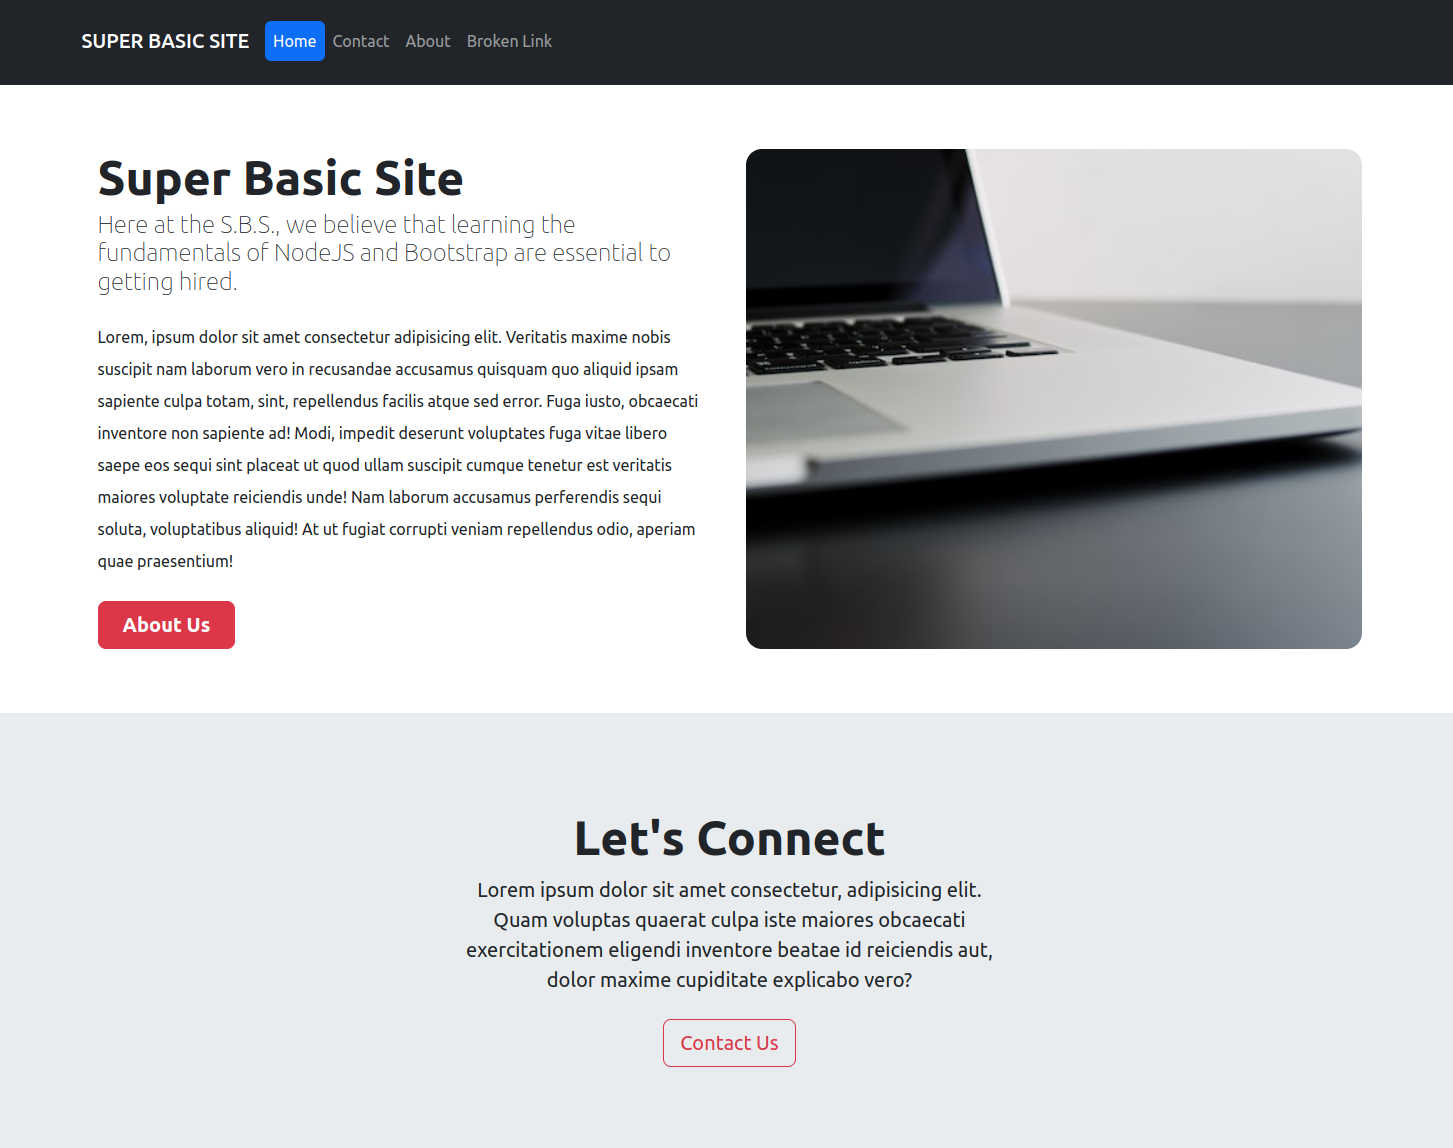 SUPER BASIC SITE Home Contact About Broken Link
Super Basic Site
Here at the S.B.S., we believe that learning the
fundamentals of NodeJS and Bootstrap are essential to
getting hired.
Lorem, ipsum dolor sit amet consectetur adipisicing elit. Veritatis maxime nobis
suscipit nam laborum vero in recusandae accusamus quisquam quo aliquid ipsam
sapiente culpa totam, sint, repellendus facilis atque sed error. Fuga iusto, obcaecati
inventore non sapiente ad! Modi, impedit deserunt voluptates fuga vitae libero
saepe eos sequi sint placeat ut quod ullam suscipit cumque tenetur est veritatis
maiores voluptate reiciendis unde! Nam laborum accusamus perferendis sequi
soluta, voluptatibus aliquid! At ut fugiat corrupti veniam repellendus odio, aperiam
quae praesentium!
About Us
Let's Connect
Lorem ipsum dolor sit amet consectetur, adipisicing elit.
Quam voluptas quaerat culpa iste maiores obcaecati
exercitationem eligendi inventore beatae id reiciendis aut,
dolor maxime cupiditate explicabo vero?
Contact Us